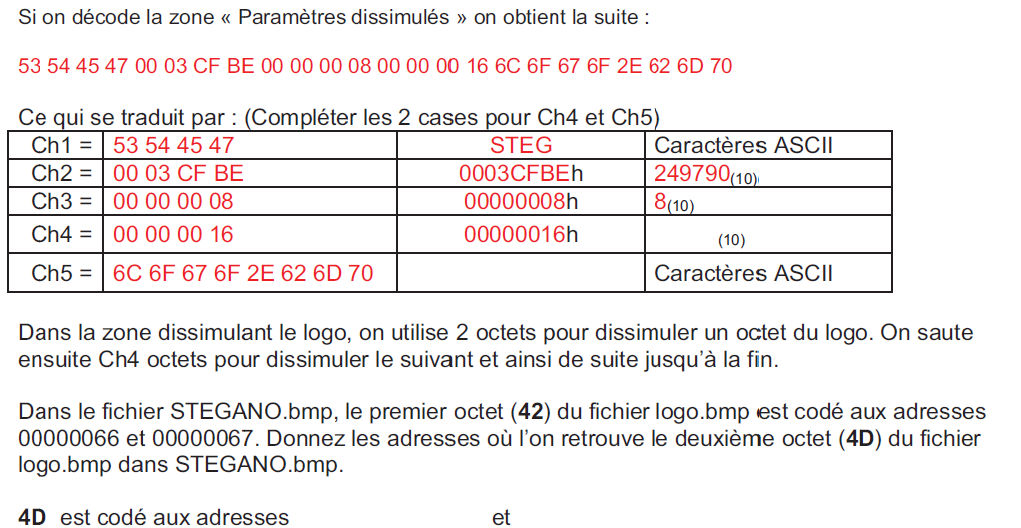 Si on décode la zone « Paramètres dissimulés » on obtient la suite :
53 54 45 47 00 03 CF BE 00 00 00 08 00 00 00 16 6C 6F 67 6F 2E 62 6D 70
Ce qui se traduit par : (Compléter les 2 cases pour Ch4 et Ch5)
Ch1 = 53 54 45 47 STEG Caractères ASCII
Ch2 = 00 03 CF BE 0003CFBEh 249790(10)
Ch3 = 00 00 00 08 00000008h 8(10)
Ch4 = 00 00 00 16 00000016h (10)
Ch5 = 6C 6F 67 6F 2E 62 6D 70 Caractères ASCII
Dans la zone dissimulant le logo, on utilise 2 octets pour dissimuler un octet du logo. On saute
ensuite Ch4 octets pour dissimuler le suivant et ainsi de suite jusqu'à la fin.
Dans le fichier STEGANO.bmp, le premier octet (42) du fichier logo.bmp est codé aux adresses
00000066 et 00000067. Donnez les adresses où l'on retrouve le deuxième octet (4D) du fichier
logo.bmp dans STEGANO.bmp.
4D est codé aux adresses et